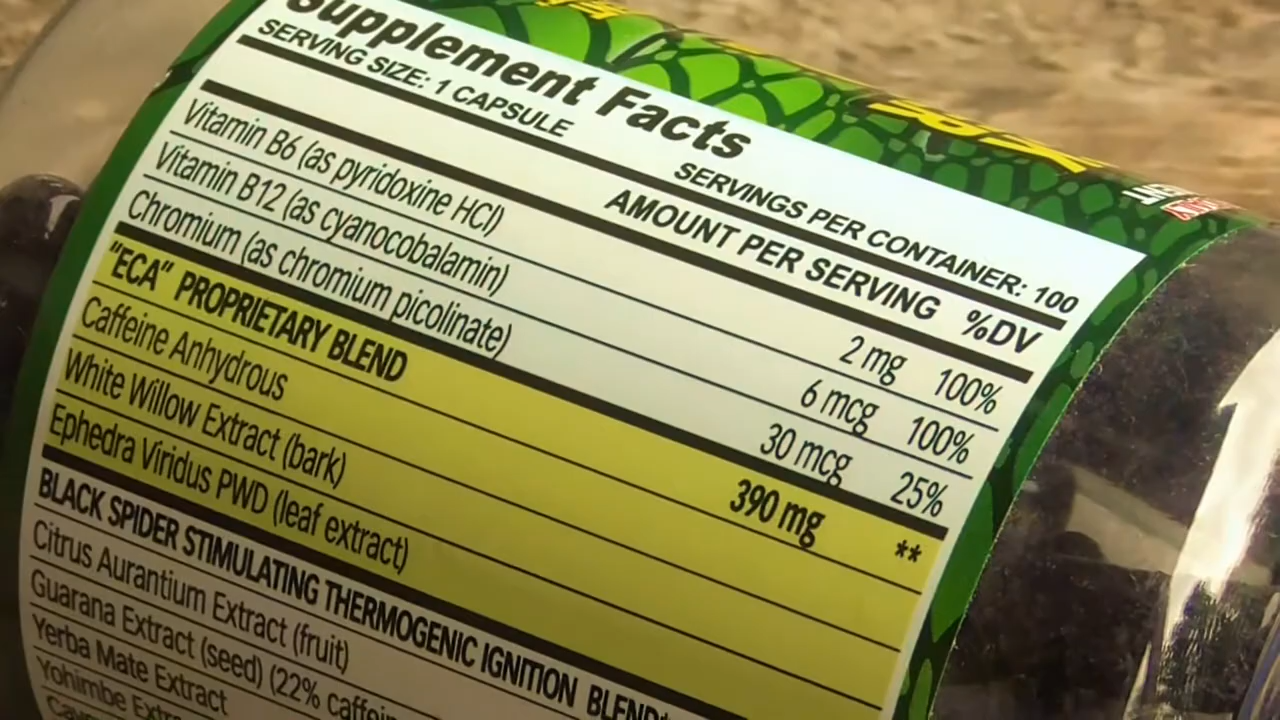 Supplement Facts
SERVING SIZE: 1 CAPSULE
SERVINGS PER CONTAINER: 100
AMOUNT PER SERVING %DV
Vitamin B6 (as pyridoxine HCl) 2 mg 100%
Vitamin B12 (as cyanocobalamin) 6 mcg 100%
Chromium (as chromium picolinate) 30 mcg 25%
"ECA" PROPRIETARY BLEND 390 mg **
Caffeine Anhydrous
White Willow Extract (bark)
Ephedra Viridus PWD (leaf extract)
BLACK SPIDER STIMULATING THERMOGENIC IGNITION BLEND
Citrus Aurantium Extract (fruit)
Guarana Extract (seed) (22%
Yerba Mate Extract
Yohimbe